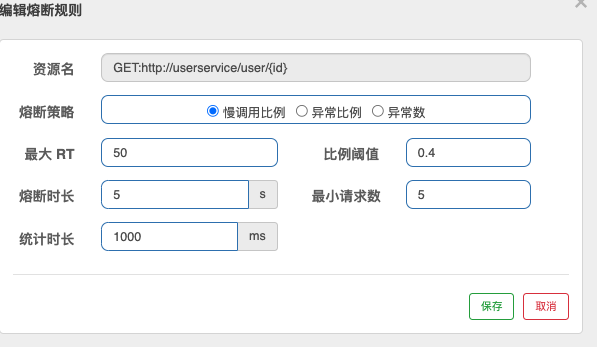 编辑熔断规则
资源名 GET:http://userservice/user/{id}
熔断策略 慢调用比例 异常比例 异常数
最大 RT 50 比例阈值 0.4
熔断时长 5 s 最小请求数 5
统计时长 1000 ms
保存 取消